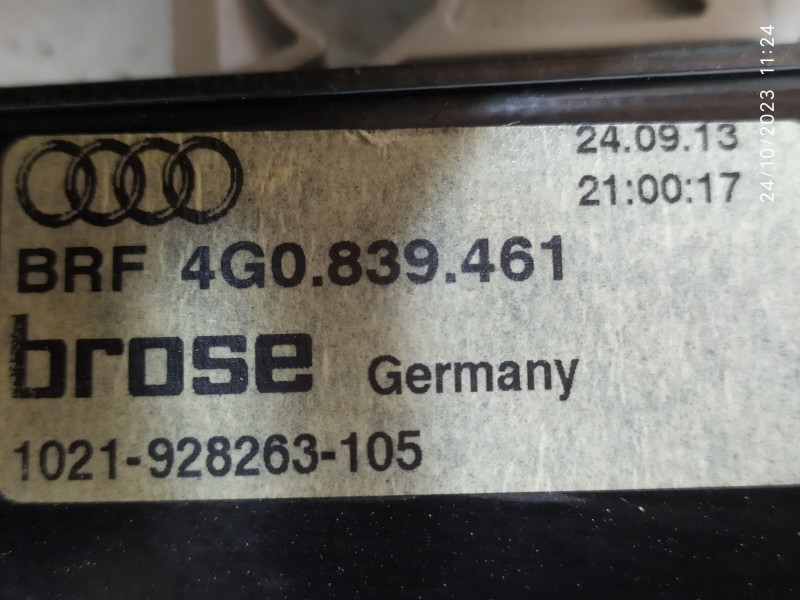 24.09.13
21:00:17
BRF 4G0.839.461
brose Germany
1021-928263-105
24/10/2023 11:24